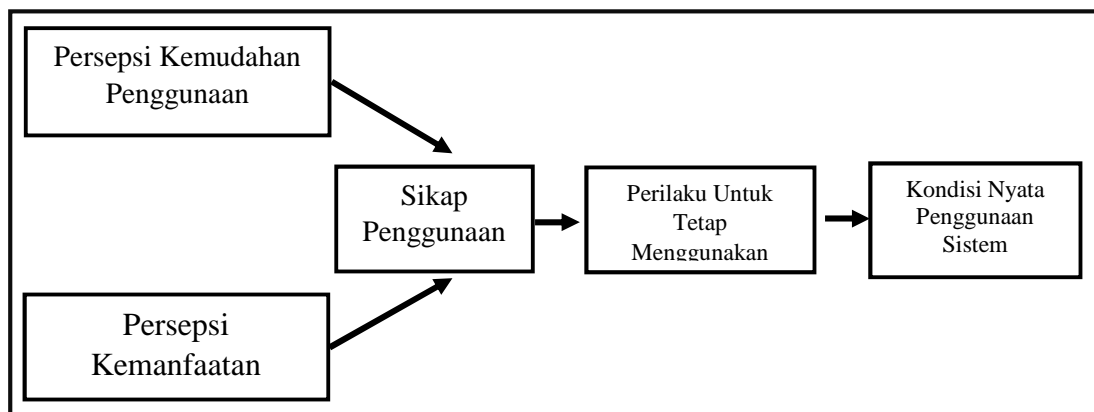 Persepsi Kemudahan
Penggunaan
Sikap
Penggunaan
Perilaku Untuk
Tetap
Menggunakan
Kondisi Nyata
Penggunaan
Sistem
Persepsi
Kemanfaatan